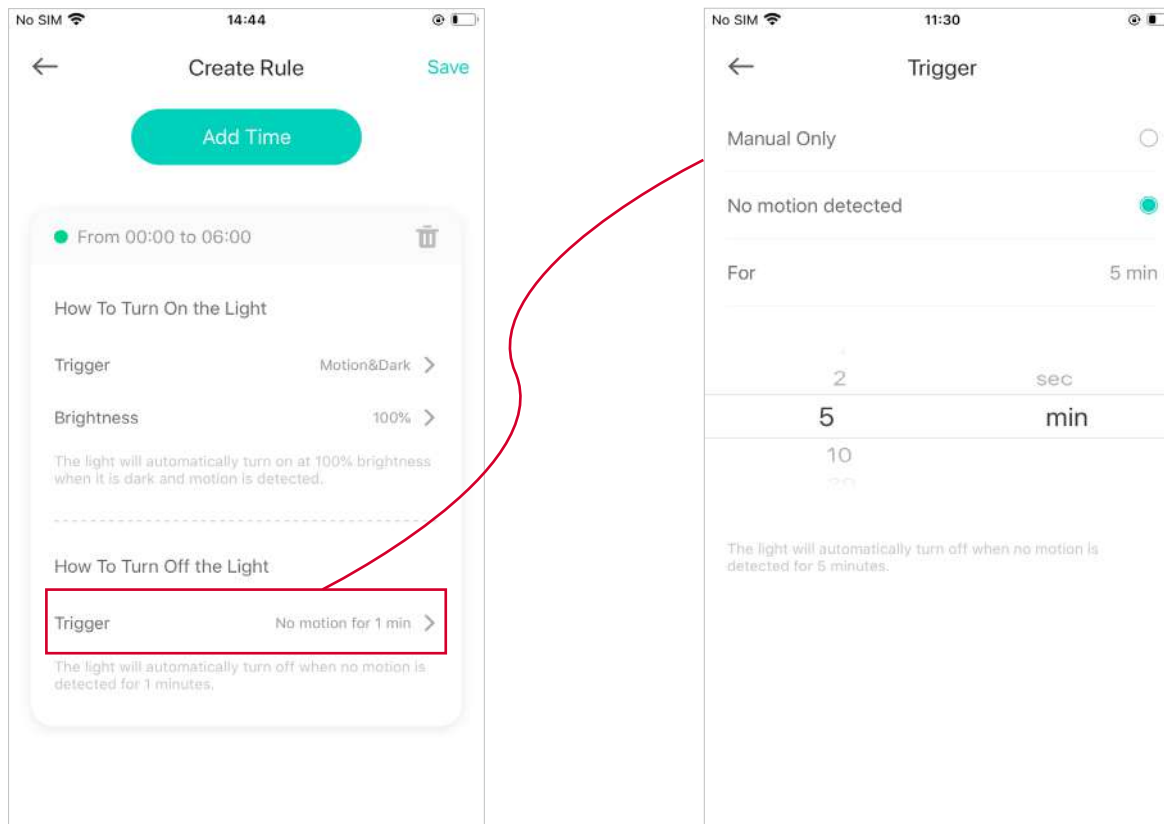 No SIM 14:44
Create Rule Save
Add Time
From 00:00 to 06:00
How To Turn On the Light
Trigger Motion&Dark
Brightness 100%
The light will automatically turn on at 100% brightness
when it is dark and motion is detected.
How To Turn Off the Light
Trigger No motion for 1 min
The light will automatically turn off when no motion is
detected for 1 minutes.
No SIM 11:30
Trigger
Manual Only
No motion detected
For 5 min
2 sec
5 min
10
The light will automatically turn off when no motion is
detected for 5 minutes.